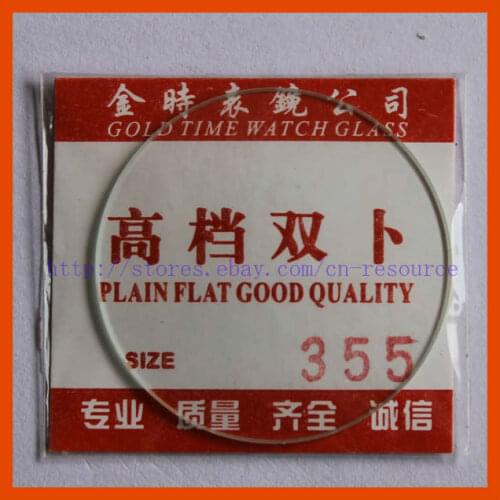 金時表鏡公司
GOLD TIME WATCH GLASS
高档双卜
http://stores.ebay.com/cn-resource
PLAIN FLAT GOOD QUALITY
SIZE 355
专业 质量 齐全 诚信